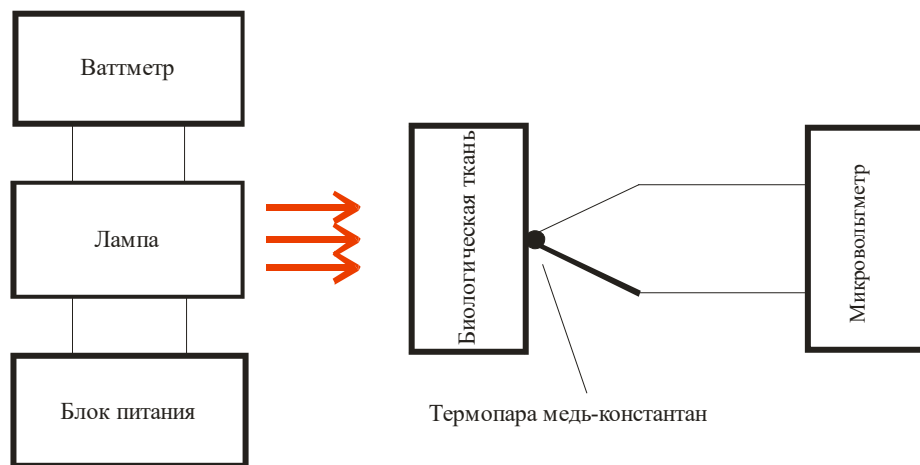 Ваттметр
Лампа
Блок питания
Биологическая ткань
Термопара медь-константан
Микровольтметр